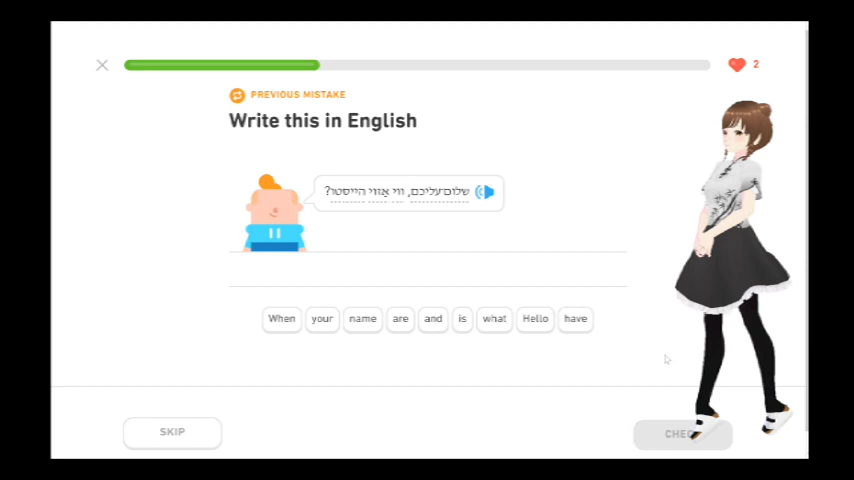 2
PREVIOUS MISTAKE
Write this in English
שלום־עליכם, ווי אַזוי הייסטו?
When your name are and is what Hello have
SKIP
CHEC